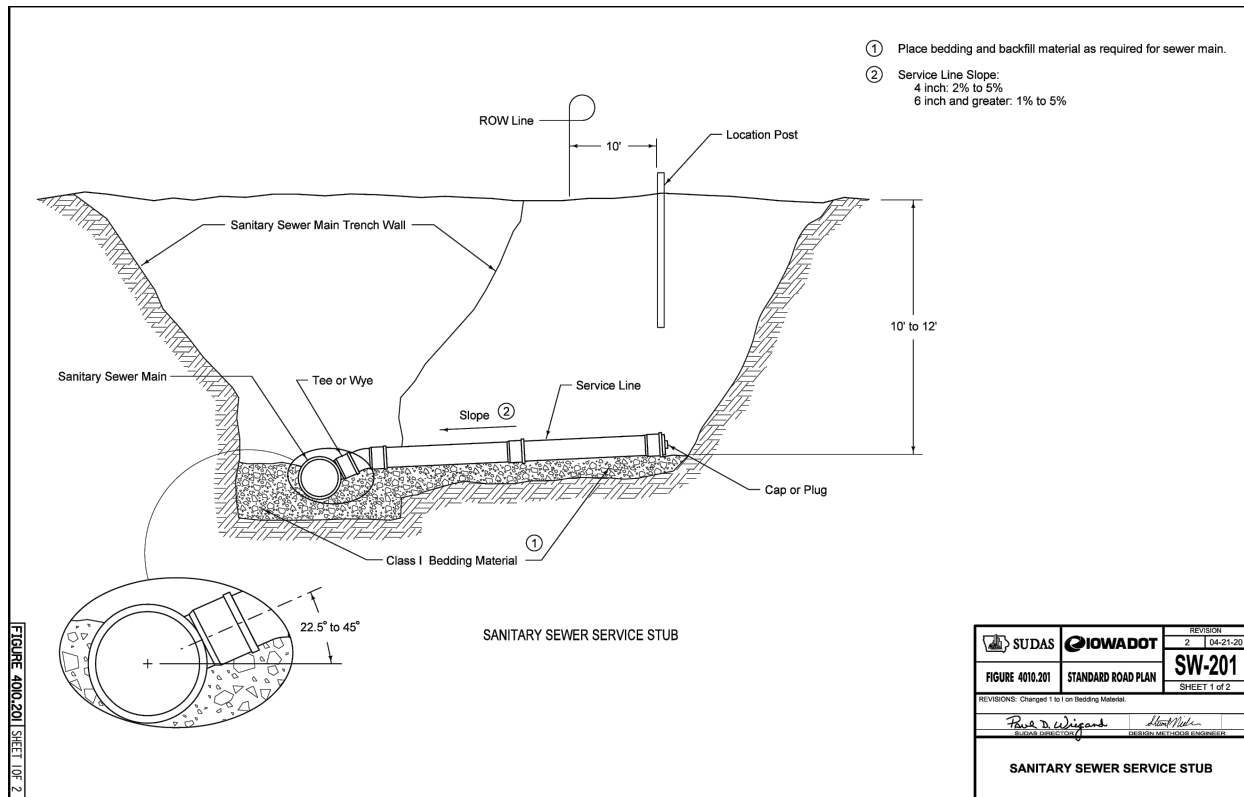 ① Place bedding and backfill material as required for sewer main.
② Service Line Slope:
4 inch: 2% to 5%
6 inch and greater: 1% to 5%
ROW Line
10'
Location Post
Sanitary Sewer Main Trench Wall
10' to 12'
Sanitary Sewer Main
Tee or Wye
Service Line
Slope ②
Cap or Plug
Class I Bedding Material ①
22.5° to 45°
SANITARY SEWER SERVICE STUB
FIGURE 4010.201 SHEET 1 OF 2
SUDAS
IOWADOT
REVISION
2 04-21-20
FIGURE 4010.201
STANDARD ROAD PLAN
SW-201
SHEET 1 of 2
REVISIONS: Changed 1 to I on Bedding Material.
Paul D. Wiegand
SUDAS DIRECTOR
DESIGN METHODS ENGINEER
SANITARY SEWER SERVICE STUB